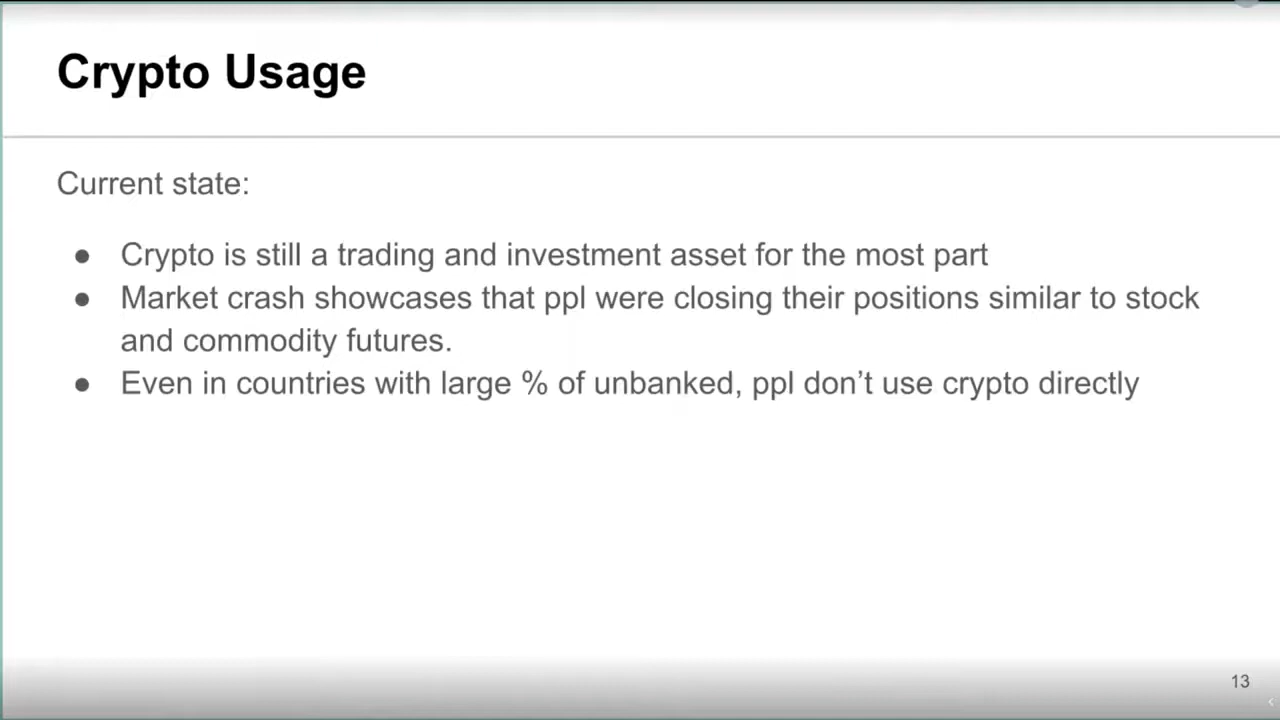 Crypto Usage
Current state:
● Crypto is still a trading and investment asset for the most part
● Market crash showcases that ppl were closing their positions similar to stock
and commodity futures.
● Even in countries with large % of unbanked, ppl don’t use crypto directly
13